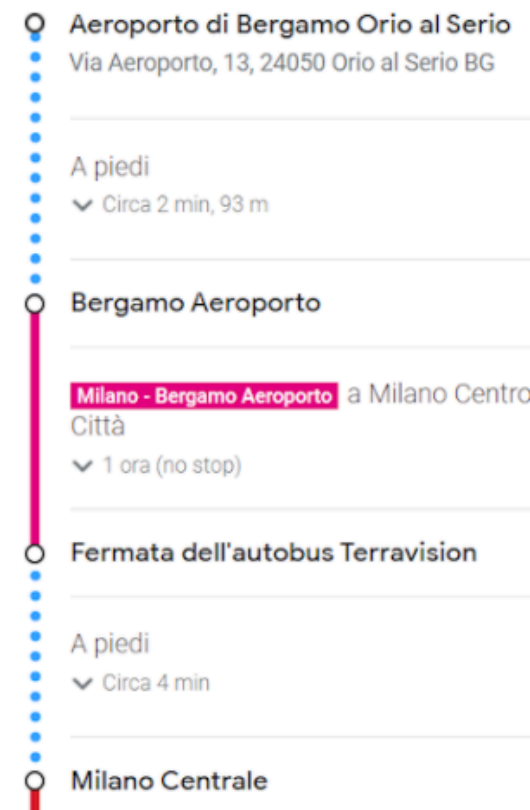 Aeroporto di Bergamo Orio al Serio
Via Aeroporto, 13, 24050 Orio al Serio BG
A piedi
Circa 2 min, 93 m
Bergamo Aeroporto
Milano - Bergamo Aeroporto a Milano Centro
Città
1 ora (no stop)
Fermata dell'autobus Terravision
A piedi
Circa 4 min
Milano Centrale